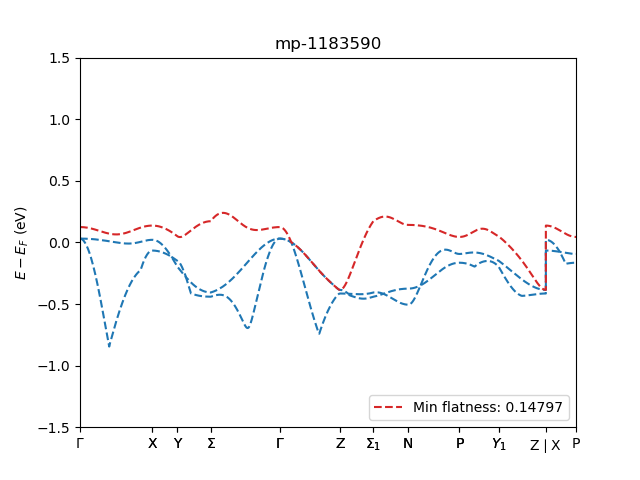 mp-1183590
E − E_F (eV)
1.5
1.0
0.5
0.0
−0.5
−1.0
−1.5
Min flatness: 0.14797
Γ X Y Σ Γ Z Σ₁ N P Y₁ Z | X P